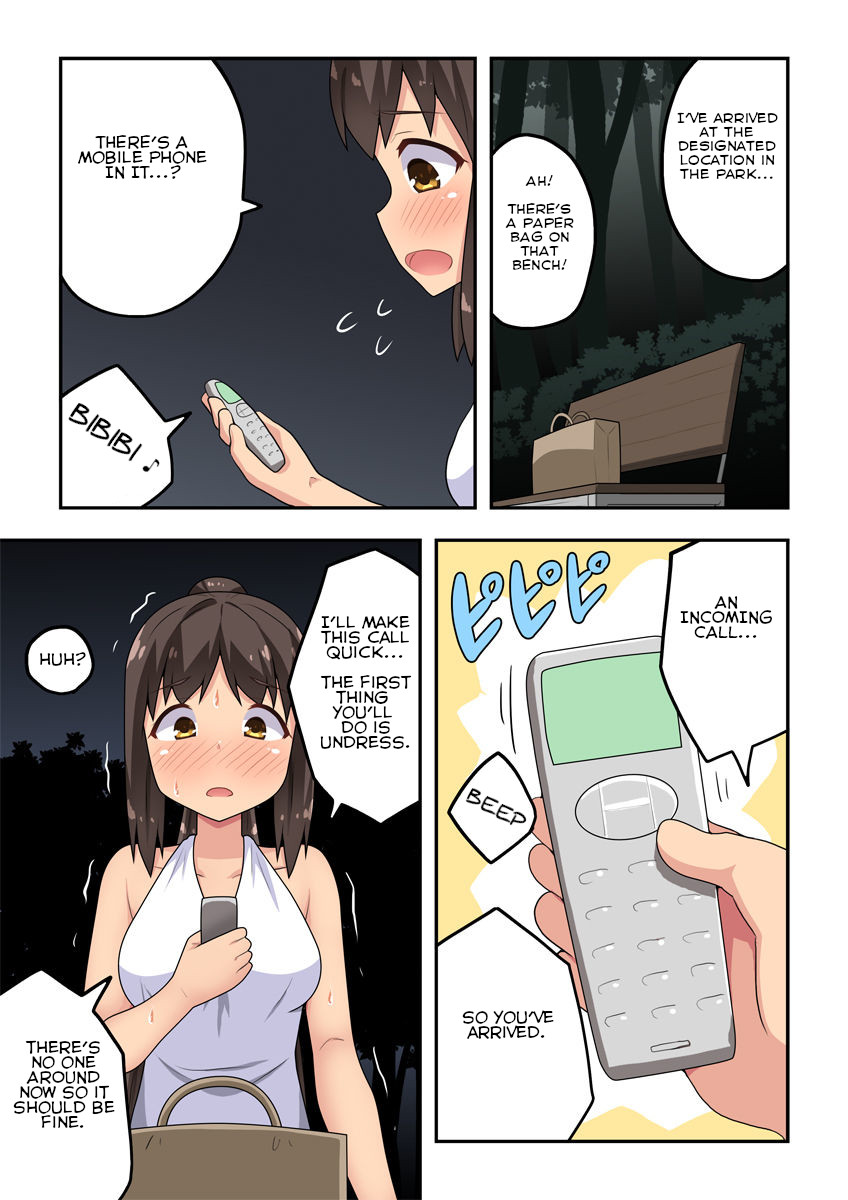 I'VE ARRIVED
AT THE
DESIGNATED
LOCATION IN
THE PARK...
AH!
THERE'S
A PAPER
BAG ON
THAT
BENCH!
THERE'S A
MOBILE PHONE
IN IT...?
BIBIBI ♪
AN
INCOMING
CALL...
ピピピ
BEEP
SO YOU'VE
ARRIVED.
I'LL MAKE
THIS CALL
QUICK...
THE FIRST
THING
YOU'LL
DO IS
UNDRESS.
HUH?
THERE'S
NO ONE
AROUND
NOW SO IT
SHOULD BE
FINE.